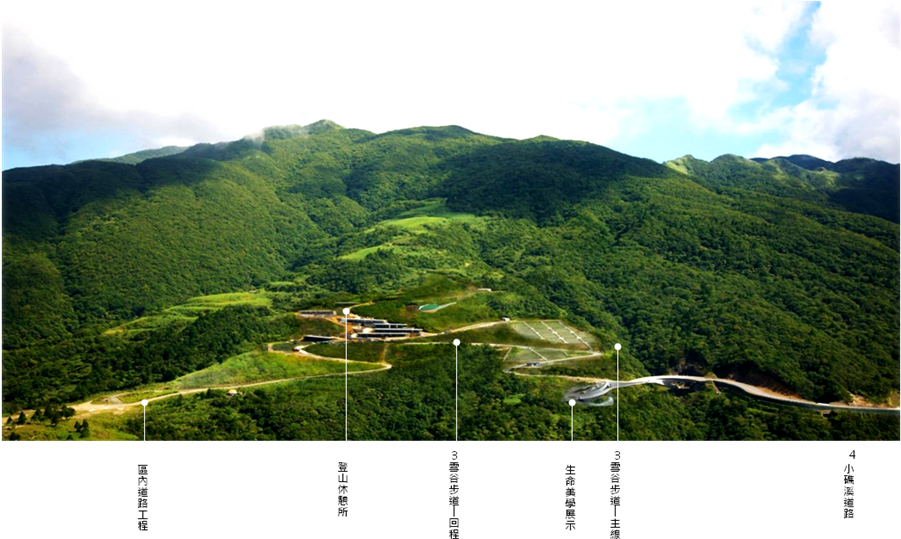 區內道路工程
登山休憩所
3 雲谷步道—回程
生命美學展示
3 雲谷步道—主線
4 小礁溪道路